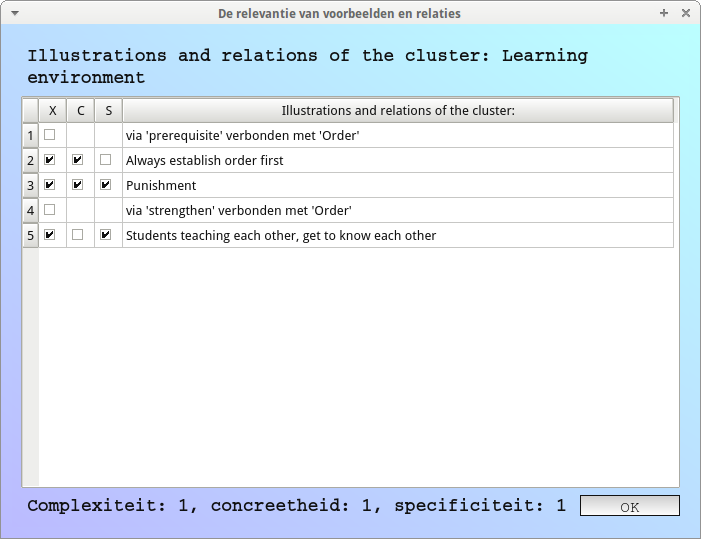 De relevantie van voorbeelden en relaties
Illustrations and relations of the cluster: Learning
environment
X C S Illustrations and relations of the cluster:
1 via 'prerequisite' verbonden met 'Order'
2 Always establish order first
3 Punishment
4 via 'strengthen' verbonden met 'Order'
5 Students teaching each other, get to know each other
Complexiteit: 1, concreetheid: 1, specificiteit: 1 OK